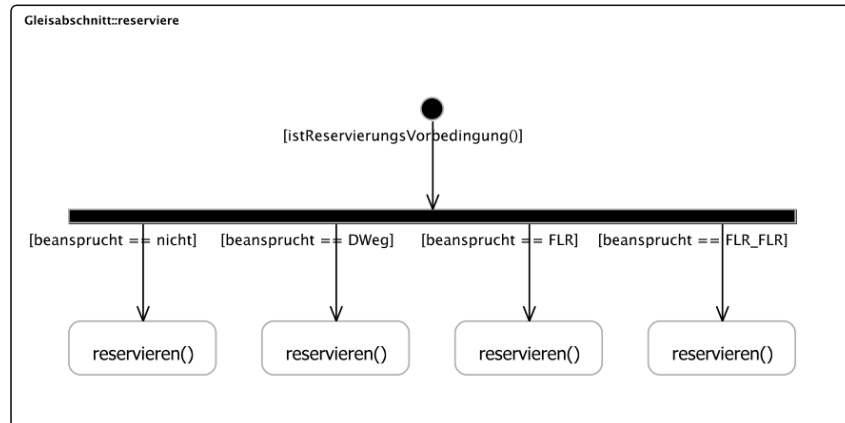 Gleisabschnitt::reserviere
[istReservierungsVorbedingung()]
[beansprucht == nicht] [beansprucht == DWeg] [beansprucht == FLR] [beansprucht == FLR_FLR]
reservieren() reservieren() reservieren() reservieren()